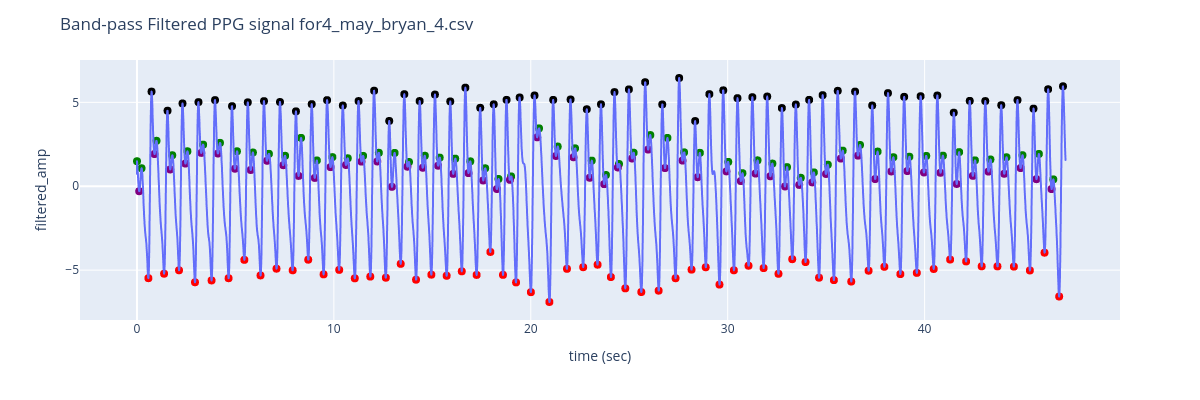 Band-pass Filtered PPG signal for4_may_bryan_4.csv
5
0
−5
filtered_amp
0 10 20 30 40
time (sec)